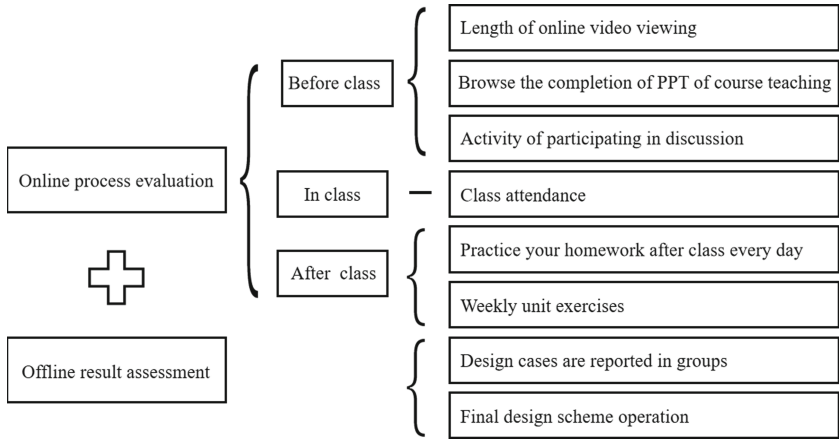 Online process evaluation
Offline result assessment
Before class
In class
After class
Length of online video viewing
Browse the completion of PPT of course teaching
Activity of participating in discussion
Class attendance
Practice your homework after class every day
Weekly unit exercises
Design cases are reported in groups
Final design scheme operation